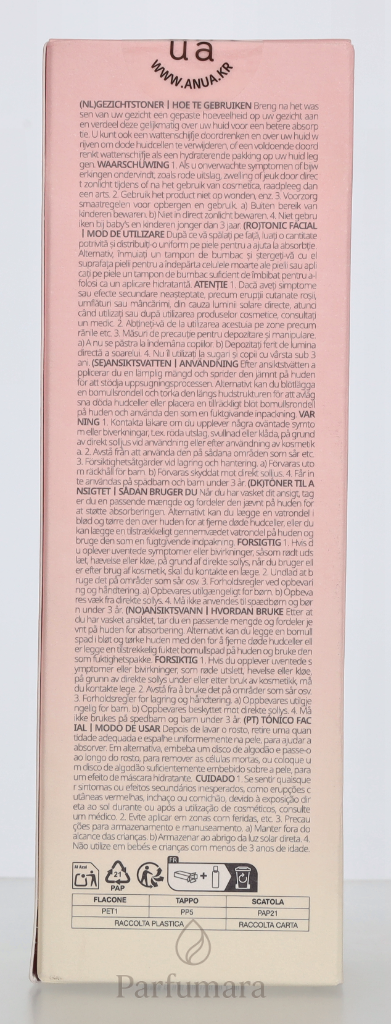 ua
WWW.ANUA.KR
(NL)GEZICHTSTONER | HOE TE GEBRUIKEN Breng na het was
sen van uw gezicht een gepaste hoeveelheid op uw gezicht aan
en verdeel deze gelijkmatig over uw huid voor een betere absorp
tie. U kunt ook een wattenschijfje doordrenken en over uw huid w
rijven om dode huidcellen te verwijderen, of een voldoende doord
renkt wattenschijfje als een hydraterende pakking op uw huid leg
gen. WAARSCHUWING 1. Als u onverwachte symptomen of bijw
erkingen ondervindt, zoals rode uitslag, zwelling of jeuk door direc
t zonlicht tijdens of na het gebruik van cosmetica, raadpleeg dan
een arts. 2. Gebruik het product niet op wonden, enz. 3. Voorzorg
smaatregelen voor opbergen en gebruik. a) Buiten bereik van
kinderen bewaren. b) Niet in direct zonlicht bewaren. 4. Niet gebru
iken bij baby's en kinderen jonger dan 3 jaar. (RO)TONIC FACIAL
| MOD DE UTILIZARE După ce vă spălați pe față, luați o cantitate
potrivită și distribuiți-o uniform pe piele pentru a ajuta la absorbție.
Alternativ, înmuiați un tampon de bumbac și ștergeți-vă cu el
suprafața pielii pentru a îndepărta celulele moarte ale pielii sau apli
cați pe piele un tampon de bumbac suficient de îmbibat pentru a-l
folosi ca un aplicare hidratantă. ATENȚIE 1. Dacă aveți simptome
sau efecte secundare neașteptate, precum erupții cutanate roșii,
umflături sau mâncărimi, din cauza luminii solare directe, atunci
când utilizați sau după utilizarea produselor cosmetice, consultați
un medic. 2. Abțineți-vă de la utilizarea acestuia pe zone precum
rănile etc. 3. Măsuri de precauție pentru depozitare și manipulare.
a) A nu se păstra la îndemâna copiilor. b) Depozitați ferit de lumina
directă a soarelui. 4. Nu îl utilizați la sugari și copii cu vârsta sub 3
ani. (SE)ANSIKTSVATTEN | ANVÄNDNING Efter ansiktstvätten a
pplicerar du en lämplig mängd och sprider den jämnt på huden
för att stödja uppsugningsprocessen. Alternativt kan du blötlägga
en bomullsrondell och torka den längs hudstrukturen för att avläg
sna döda hudceller eller placera en tillräckligt blöt bomullsrondell
på huden och använda den som en fuktgivande inpackning. VAR
NING 1. Kontakta läkare om du upplever några oväntade symto
m eller biverkningar, t.ex. röda utslag, svullnad eller klåda, på grund
av direkt solljus vid användning eller efter användning av kosmetik
a. 2. Avstå från att använda den på sådana områden som sår etc.
3. Försiktighetsåtgärder vid lagring och hantering. a) Förvaras uto
m räckhåll för barn. b) Förvaras skyddat mot direkt solljus. 4. Får in
te användas på spädbarn och barn under 3 år. (DK)TONER TIL A
NSIGTET | SÅDAN BRUGER DU Når du har vasket dit ansigt, tag
er du en passende mængde og fordeler den jævnt på huden for
at støtte absorberingen. Alternativt kan du lægge en vatrondel i
blød og tørre den over huden for at fjerne døde hudceller, eller du
kan lægge en tilstrækkeligt gennemvædet vatrondel på huden og
bruge den som en fugtgivende indpakning. FORSIGTIG 1. Hvis d
u oplever uventede symptomer eller bivirkninger, såsom rødt uds
læt, hævelse eller kløe, på grund af direkte sollys, når du bruger ell
er efter brug af kosmetik, skal du kontakte en læge. 2. Undlad at b
ruge det på områder som sår osv. 3. Forholdsregler ved opbevari
ng og håndtering. a) Opbevares utilgængeligt for børn. b) Opbeva
res væk fra direkte sollys. 4. Må ikke anvendes til spædbørn og bør
n under 3 år. (NO)ANSIKTSVANN | HVORDAN BRUKE Etter at
du har vasket ansiktet, tar du en passende mengde og fordeler je
vnt på huden for absorbering. Alternativt kan du legge en bomull
spad i bløt og tørke huden med den for å fjerne døde hudceller ell
er legge en tilstrekkelig fuktet bomullspad på huden og bruke den
som fuktighetspakke. FORSIKTIG 1. Hvis du opplever uventede s
ymptomer eller bivirkninger, som røde utslett, hevelse eller kløe,
på grunn av direkte sollys under eller etter bruk av kosmetikk, må
du kontakte lege. 2. Avstå fra å bruke det på områder som sår osv.
3. Forholdsregler for lagring og håndtering. a) Oppbevares utilgje
ngelig for barn. b) Oppbevares beskyttet mot direkte sollys. 4. Må
ikke brukes på spedbarn og barn under 3 år. (PT) TÓNICO FAC
IAL | MODO DE USAR Depois de lavar o rosto, retire uma quan
tidade adequada e espalhe uniformemente na pele, para ajudar a
absorver. Em alternativa, embeba um disco de algodão e passe-o
ao longo do rosto, para remover as células mortas, ou coloque u
m disco de algodão suficientemente embebido sobre a pele, para
um efeito de máscara hidratante. CUIDADO 1. Se sentir quaisque
r sintomas ou efeitos secundários inesperados, como erupções c
utâneas vermelhas, inchaço ou comichão, devido à exposição dir
eta ao sol durante ou após a utilização de cosméticos, consulte
um médico. 2. Evite aplicar em zonas com feridas, etc. 3. Precau
ções para armazenamento e manuseamento. a) Manter fora do
alcance das crianças. b) Armazenar ao abrigo da luz solar direta. 4.
Não utilize em bebés e crianças com menos de 3 anos de idade.
21
PAP
FR
+
FLACONE TAPPO SCATOLA
PET1 PP5 PAP21
RACCOLTA PLASTICA RACCOLTA CARTA
Parfumara